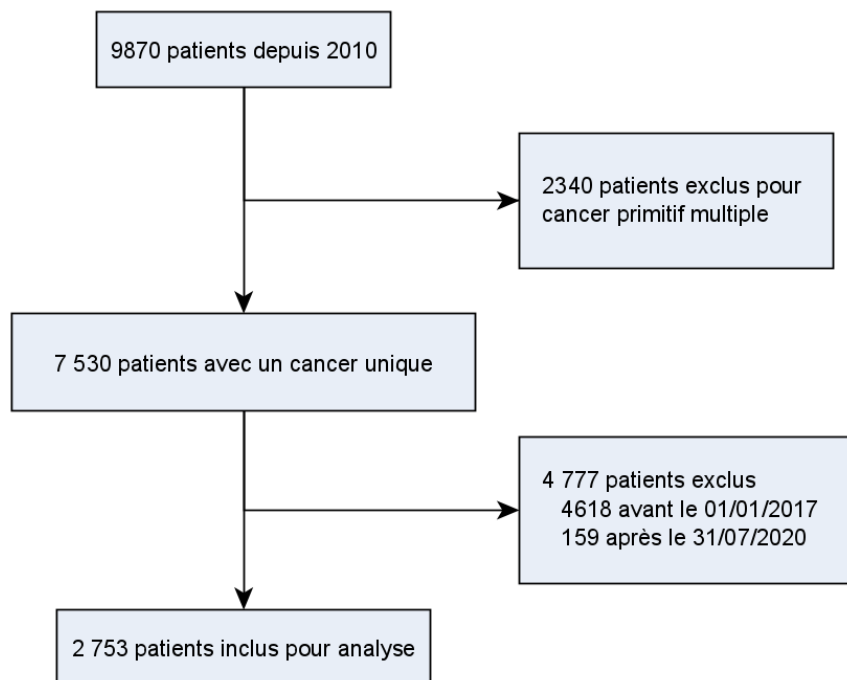 9870 patients depuis 2010
2340 patients exclus pour
cancer primitif multiple
7 530 patients avec un cancer unique
4 777 patients exclus
4618 avant le 01/01/2017
159 après le 31/07/2020
2 753 patients inclus pour analyse